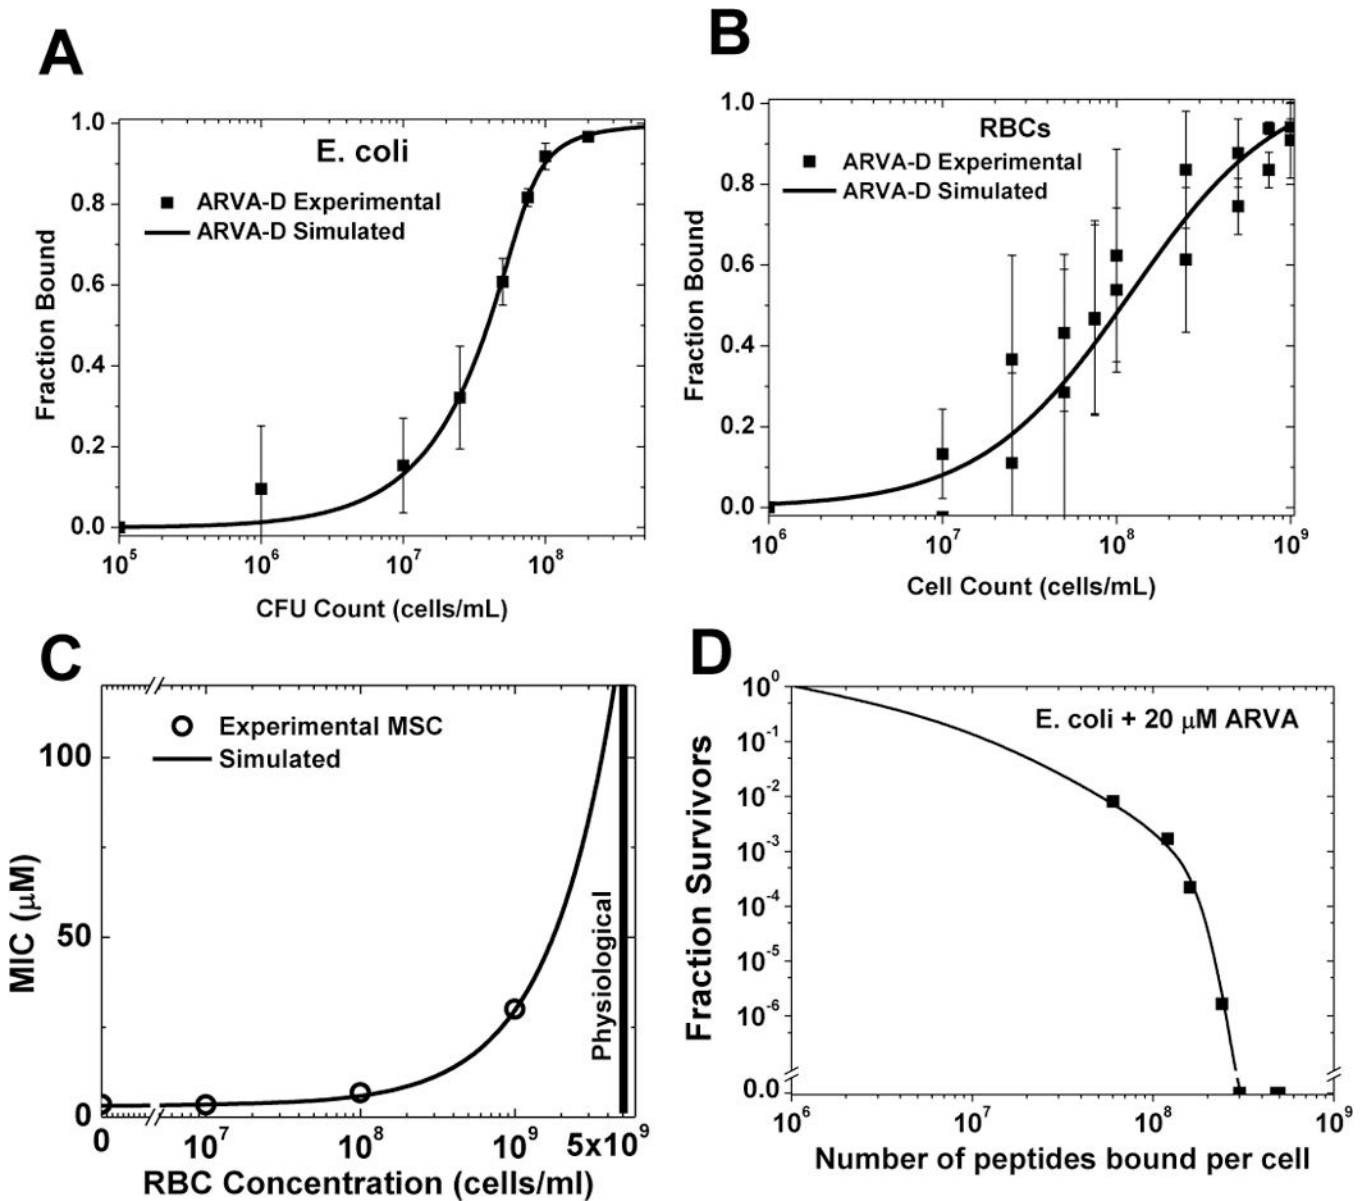 A
E. coli
ARVA-D Experimental
ARVA-D Simulated
Fraction Bound
1.0
0.8
0.6
0.4
0.2
0.0
10⁵ 10⁶ 10⁷ 10⁸
CFU Count (cells/mL)
B
RBCs
ARVA-D Experimental
ARVA-D Simulated
Fraction Bound
1.0
0.8
0.6
0.4
0.2
0.0
10⁶ 10⁷ 10⁸ 10⁹
Cell Count (cells/mL)
C
Experimental MSC
Simulated
Physiological
MIC (μM)
100
50
0
0 10⁷ 10⁸ 10⁹ 5x10⁹
RBC Concentration (cells/ml)
D
E. coli + 20 μM ARVA
Fraction Survivors
10⁰
10⁻¹
10⁻²
10⁻³
10⁻⁴
10⁻⁵
10⁻⁶
0.0
10⁶ 10⁷ 10⁸ 10⁹
Number of peptides bound per cell